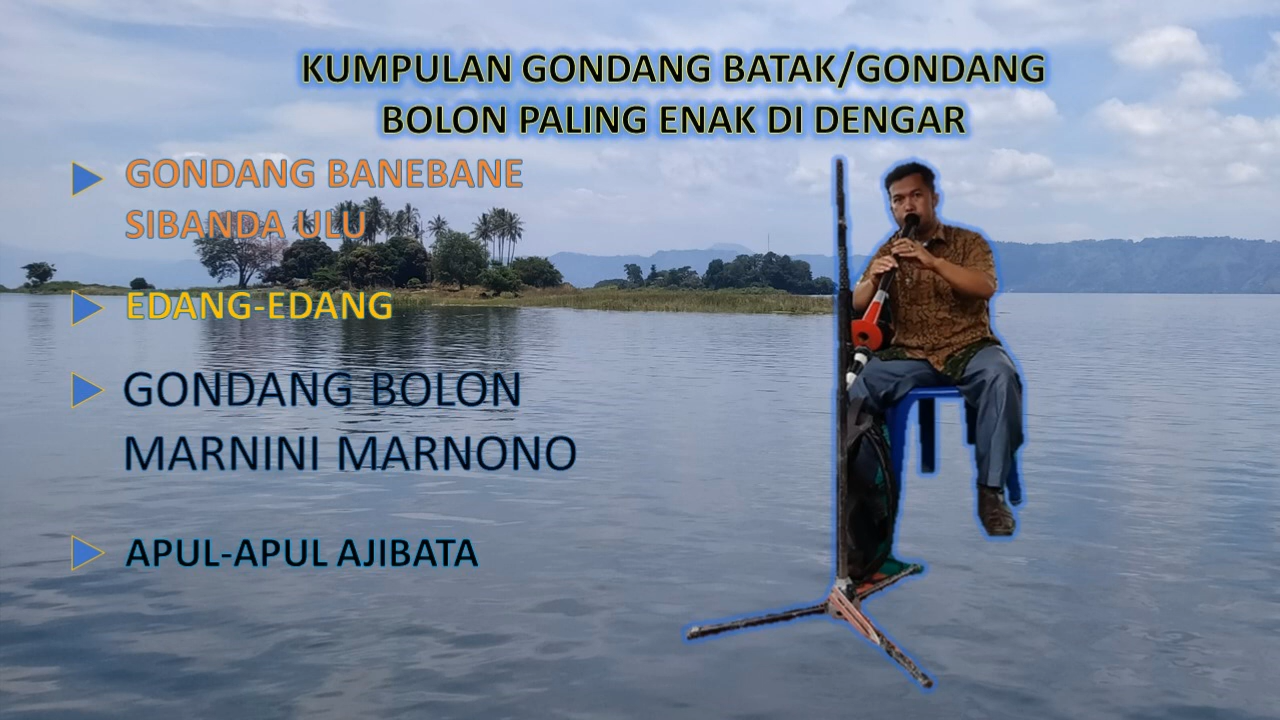 KUMPULAN GONDANG BATAK/GONDANG
BOLON PALING ENAK DI DENGAR
GONDANG BANEBANE
SIBANDA ULU
EDANG-EDANG
GONDANG BOLON
MARNINI MARNONO
APUL-APUL AJIBATA